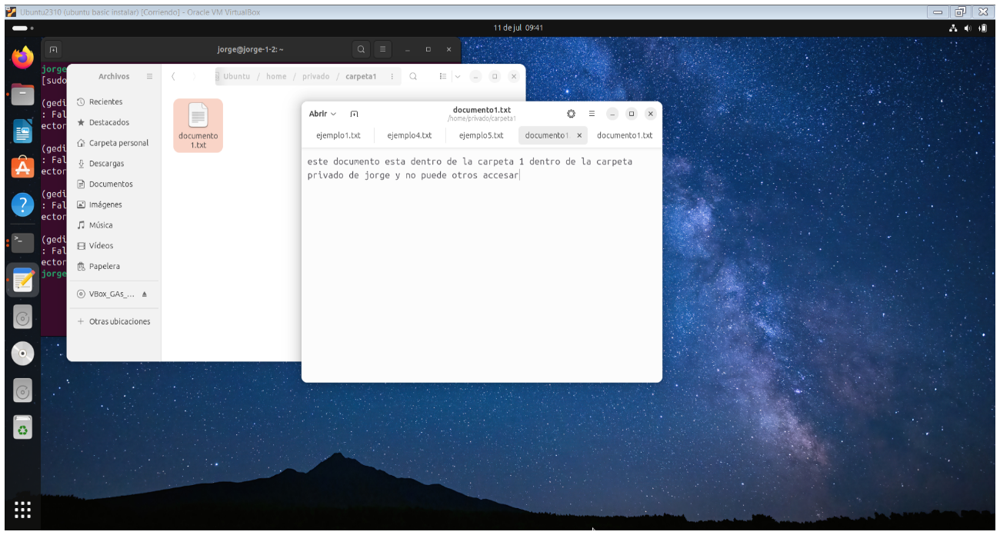 Ubuntu2310 (ubuntu basic instalar) [Corriendo] - Oracle VM VirtualBox
11 de jul 09:41
jorge@jorge-1-2: ~
jorge
[sudo
(gedi
: Fal
ector
(gedi
: Fal
ector
(gedi
: Fal
ector
(gedi
: Fal
ector
jorge
Archivos
Ubuntu / home / privado / carpeta1
Recientes
Destacados
Carpeta personal
Descargas
Documentos
Imágenes
Música
Vídeos
Papelera
VBox_GAs_...
Otras ubicaciones
documento
1.txt
Abrir
documento1.txt
/home/privado/carpeta1
ejemplo1.txt
ejemplo4.txt
ejemplo5.txt
documento1
documento1.txt
este documento esta dentro de la carpeta 1 dentro de la carpeta
privado de jorge y no puede otros accesar